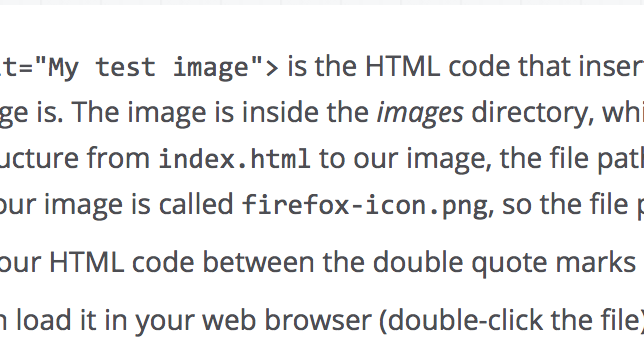 t="My test image"> is the HTML code that inser
ge is. The image is inside the images directory, whi
ucture from index.html to our image, the file pat
our image is called firefox-icon.png, so the file p
our HTML code between the double quote marks
n load it in your web browser (double-click the file)